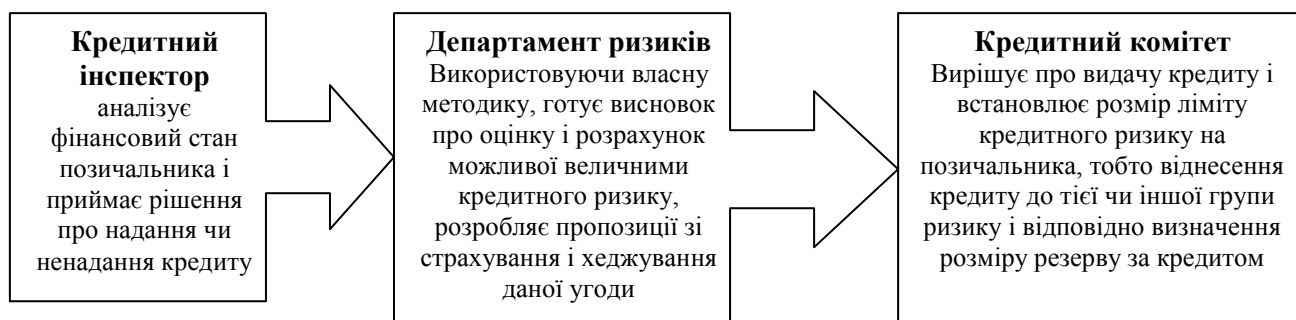 Кредитний
інспектор
аналізує
фінансовий стан
позичальника і
приймає рішення
про надання чи
ненадання кредиту
Департамент ризиків
Використовуючи власну
методику, готує висновок
про оцінку і розрахунок
можливої величними
кредитного ризику,
розробляє пропозиції зі
страхування і хеджування
даної угоди
Кредитний комітет
Вирішує про видачу кредиту і
встановлює розмір ліміту
кредитного ризику на
позичальника, тобто віднесення
кредиту до тієї чи іншої групи
ризику і відповідно визначення
розміру резерву за кредитом